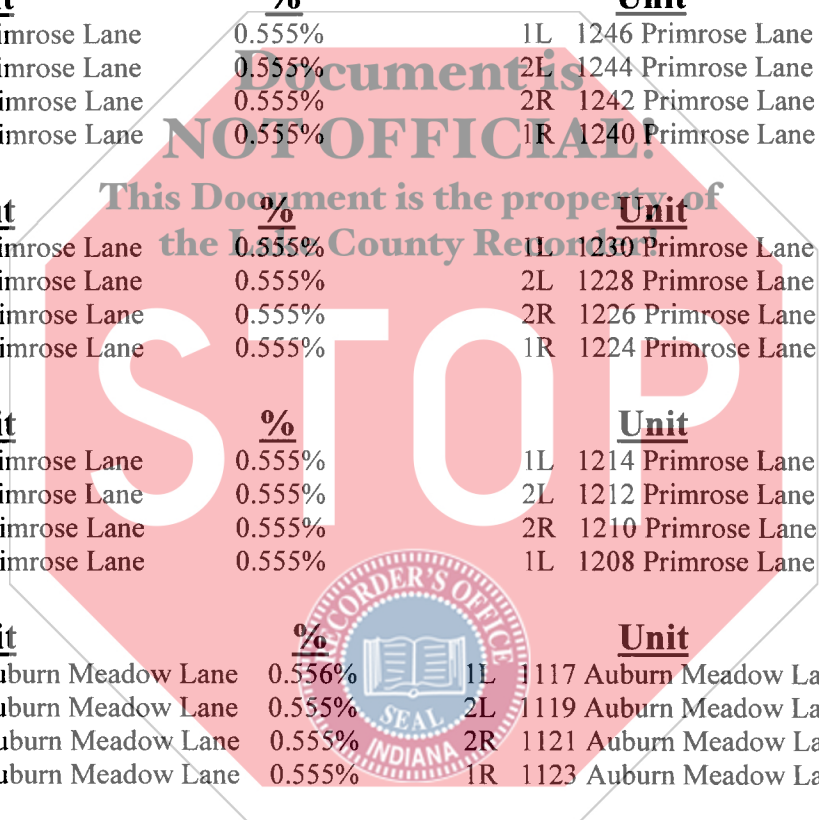 Unit
% Unit
Primrose Lane 0.555% 1L 1246 Primrose Lane
Primrose Lane 0.555% 2L 1244 Primrose Lane
Primrose Lane 0.555% 2R 1242 Primrose Lane
Primrose Lane 0.555% 1R 1240 Primrose Lane
Document is
NOT OFFICIAL!
This Document is the property of
the Lake County Recorder!
it % Unit
imrose Lane 0.555% 1L 1230 Primrose Lane
imrose Lane 0.555% 2L 1228 Primrose Lane
imrose Lane 0.555% 2R 1226 Primrose Lane
imrose Lane 0.555% 1R 1224 Primrose Lane
STOP
it % Unit
imrose Lane 0.555% 1L 1214 Primrose Lane
imrose Lane 0.555% 2L 1212 Primrose Lane
imrose Lane 0.555% 2R 1210 Primrose Lane
imrose Lane 0.555% 1L 1208 Primrose Lane
RECORDER'S OFFICE
SEAL
INDIANA
it % Unit
uburn Meadow Lane 0.556% 1L 1117 Auburn Meadow La
uburn Meadow Lane 0.555% 2L 1119 Auburn Meadow La
uburn Meadow Lane 0.555% 2R 1121 Auburn Meadow La
uburn Meadow Lane 0.555% 1R 1123 Auburn Meadow La